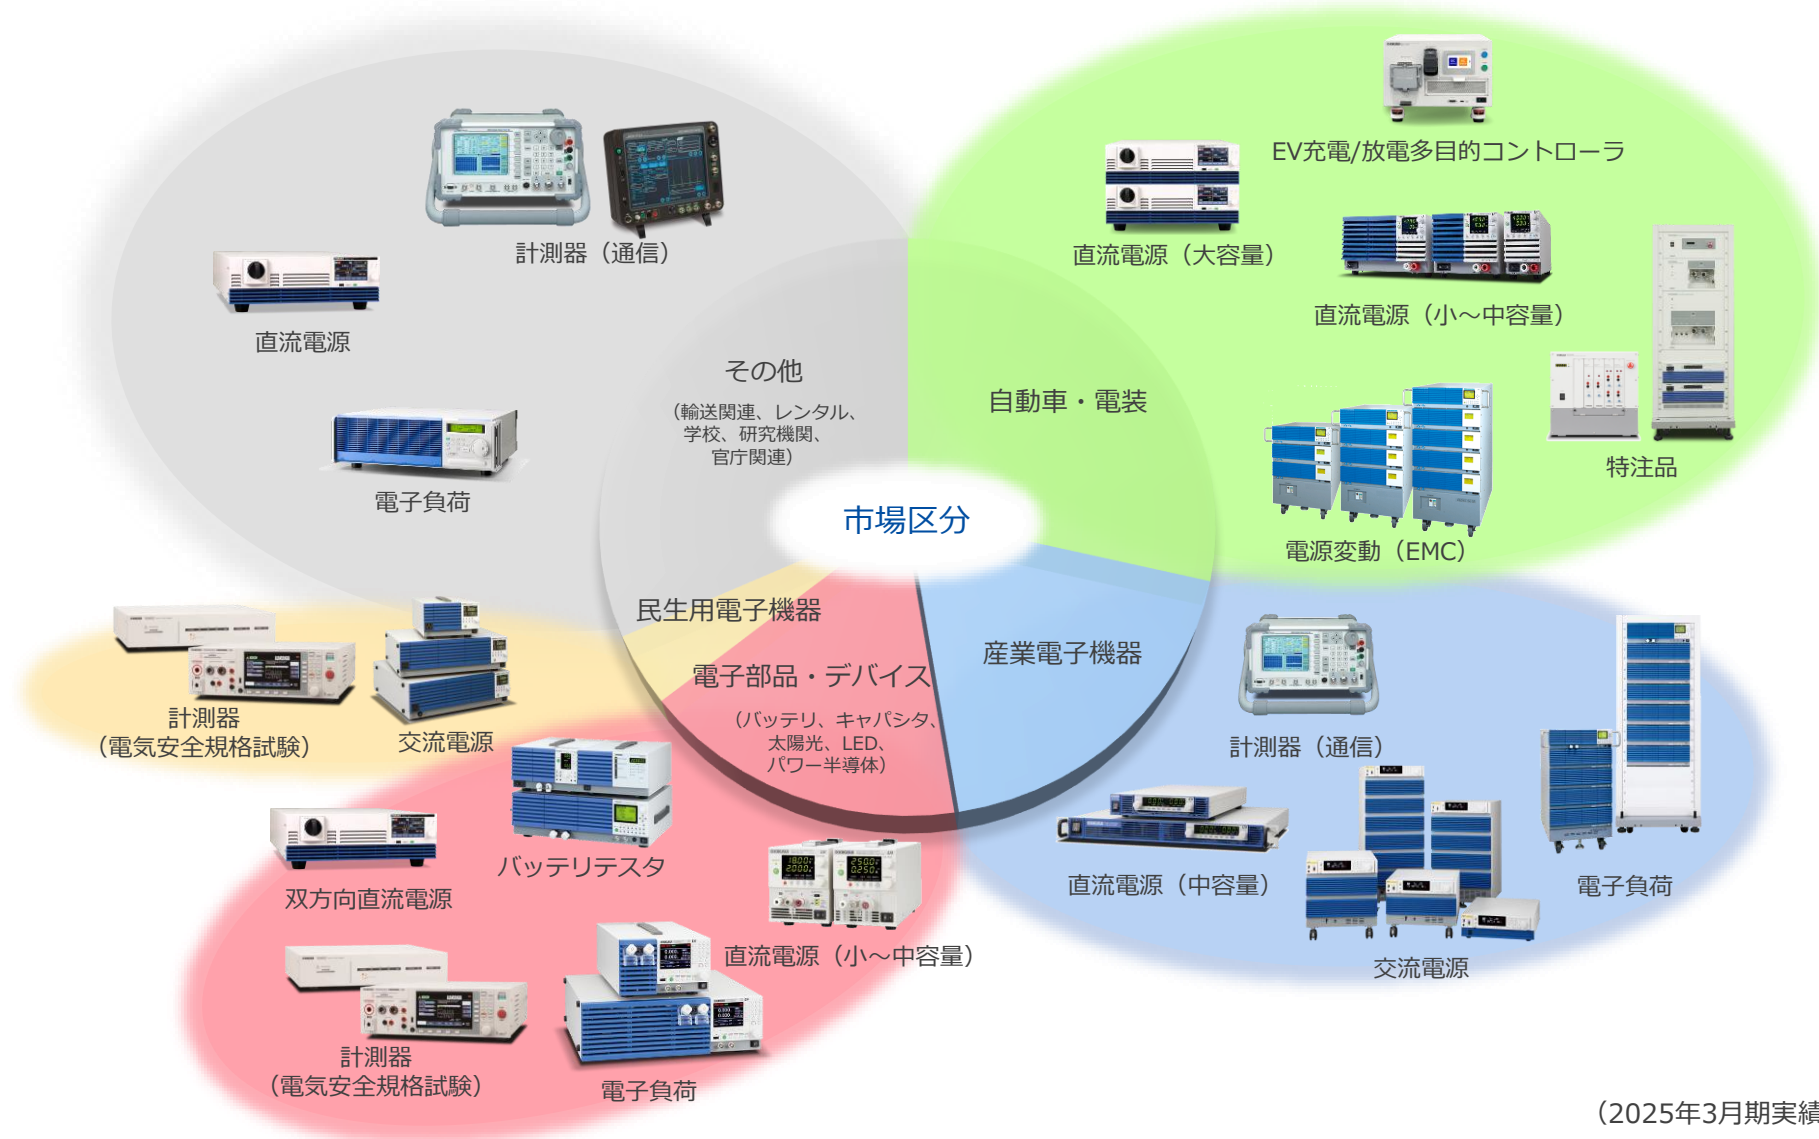 EV充電/放電多目的コントローラ
計測器（通信）
直流電源（大容量）
直流電源（小～中容量）
直流電源
その他
（輸送関連、レンタル、
学校、研究機関、
官庁関連）
自動車・電装
特注品
電子負荷
市場区分
電源変動（EMC）
民生用電子機器
産業電子機器
電子部品・デバイス
（バッテリ、キャパシタ、
太陽光、LED、
パワー半導体）
計測器
（電気安全規格試験）
交流電源
計測器（通信）
バッテリテスタ
双方向直流電源
直流電源（中容量）
電子負荷
直流電源（小～中容量）
交流電源
計測器
（電気安全規格試験）
電子負荷
（2025年3月期実績